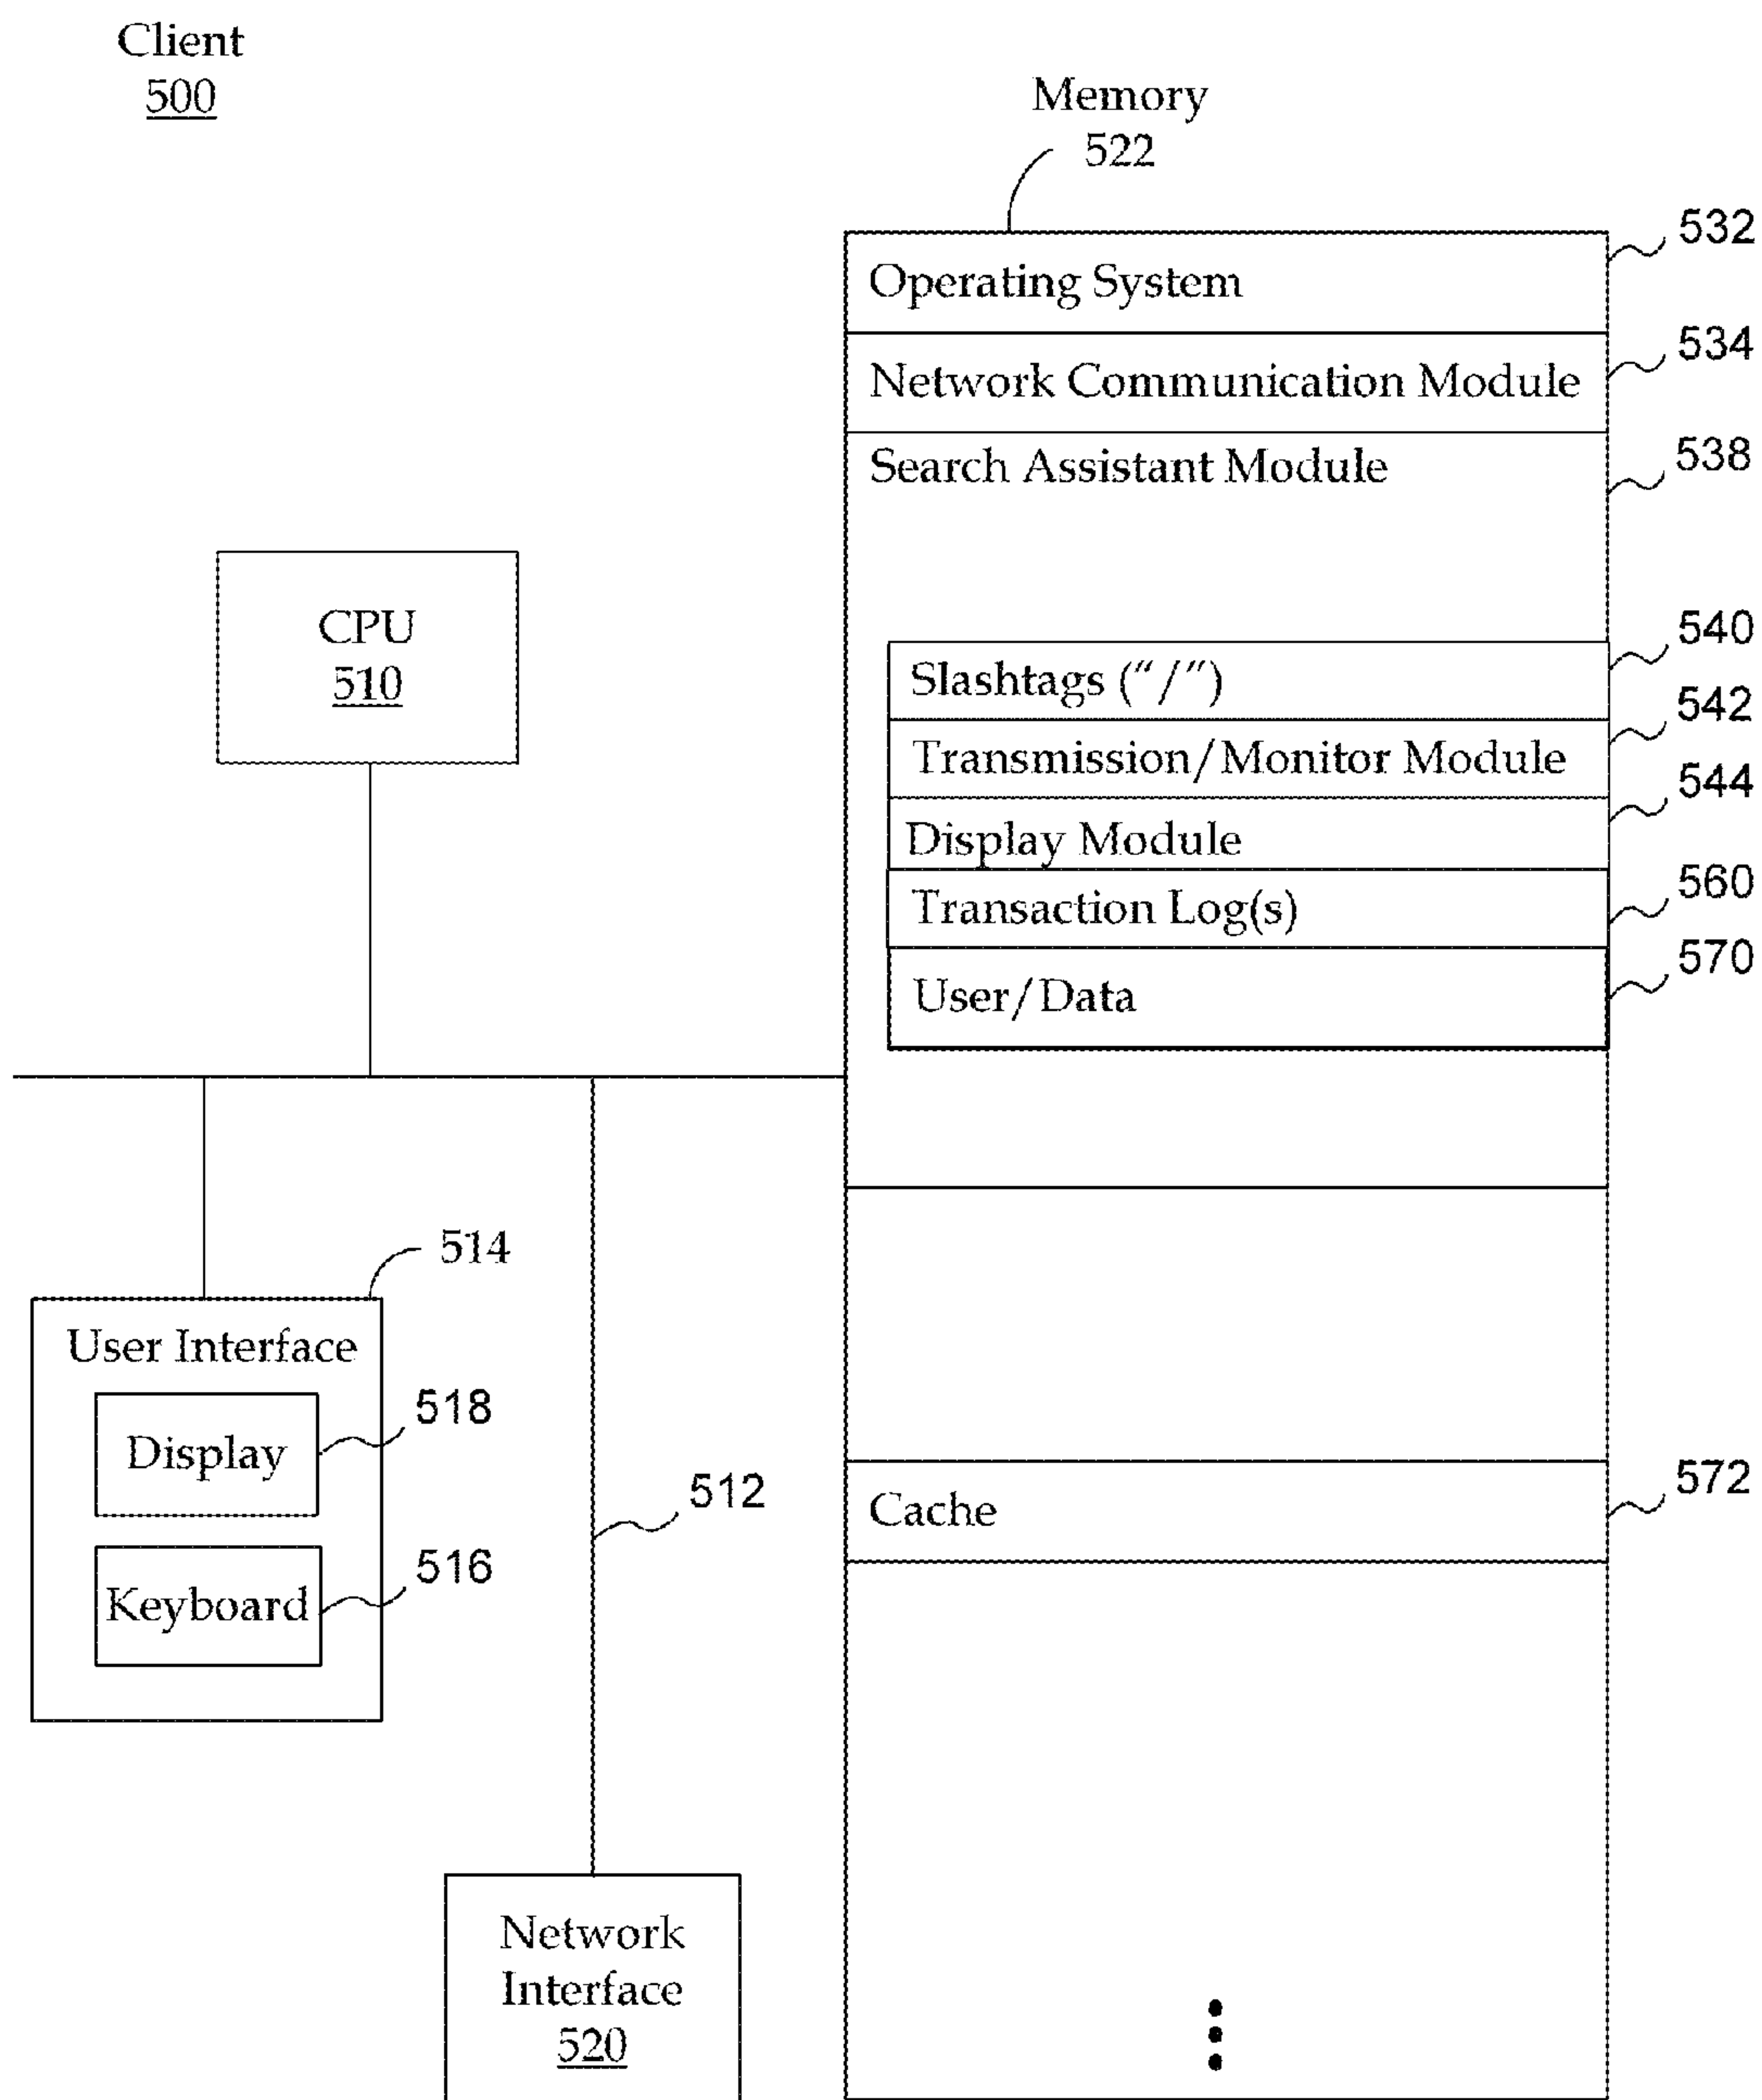 Client
500
Memory
522
532
Operating System
534
Network Communication Module
538
Search Assistant Module
CPU
510
540
Slashtags ("/")
542
Transmission/Monitor Module
544
Display Module
560
Transaction Log(s)
570
User/Data
514
User Interface
518
Display
512
572
Cache
516
Keyboard
Network
Interface
520